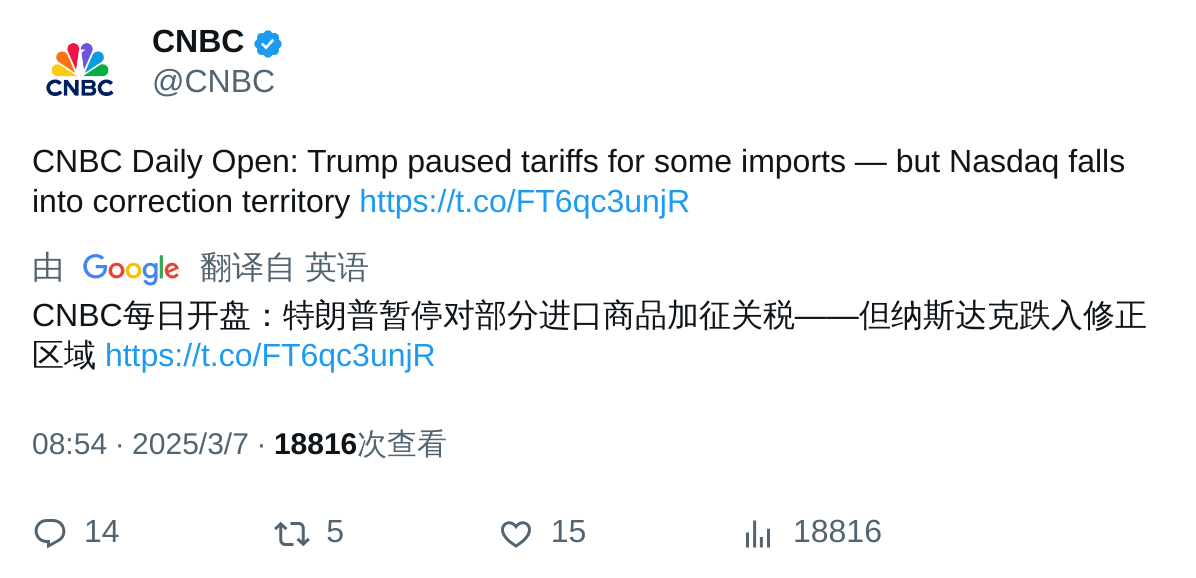 CNBC
CNBC
@CNBC
CNBC Daily Open: Trump paused tariffs for some imports — but Nasdaq falls
into correction territory https://t.co/FT6qc3unjR
由 Google 翻译自 英语
CNBC每日开盘：特朗普暂停对部分进口商品加征关税——但纳斯达克跌入修正
区域 https://t.co/FT6qc3unjR
08:54 · 2025/3/7 · 18816次查看
14 5 15 18816